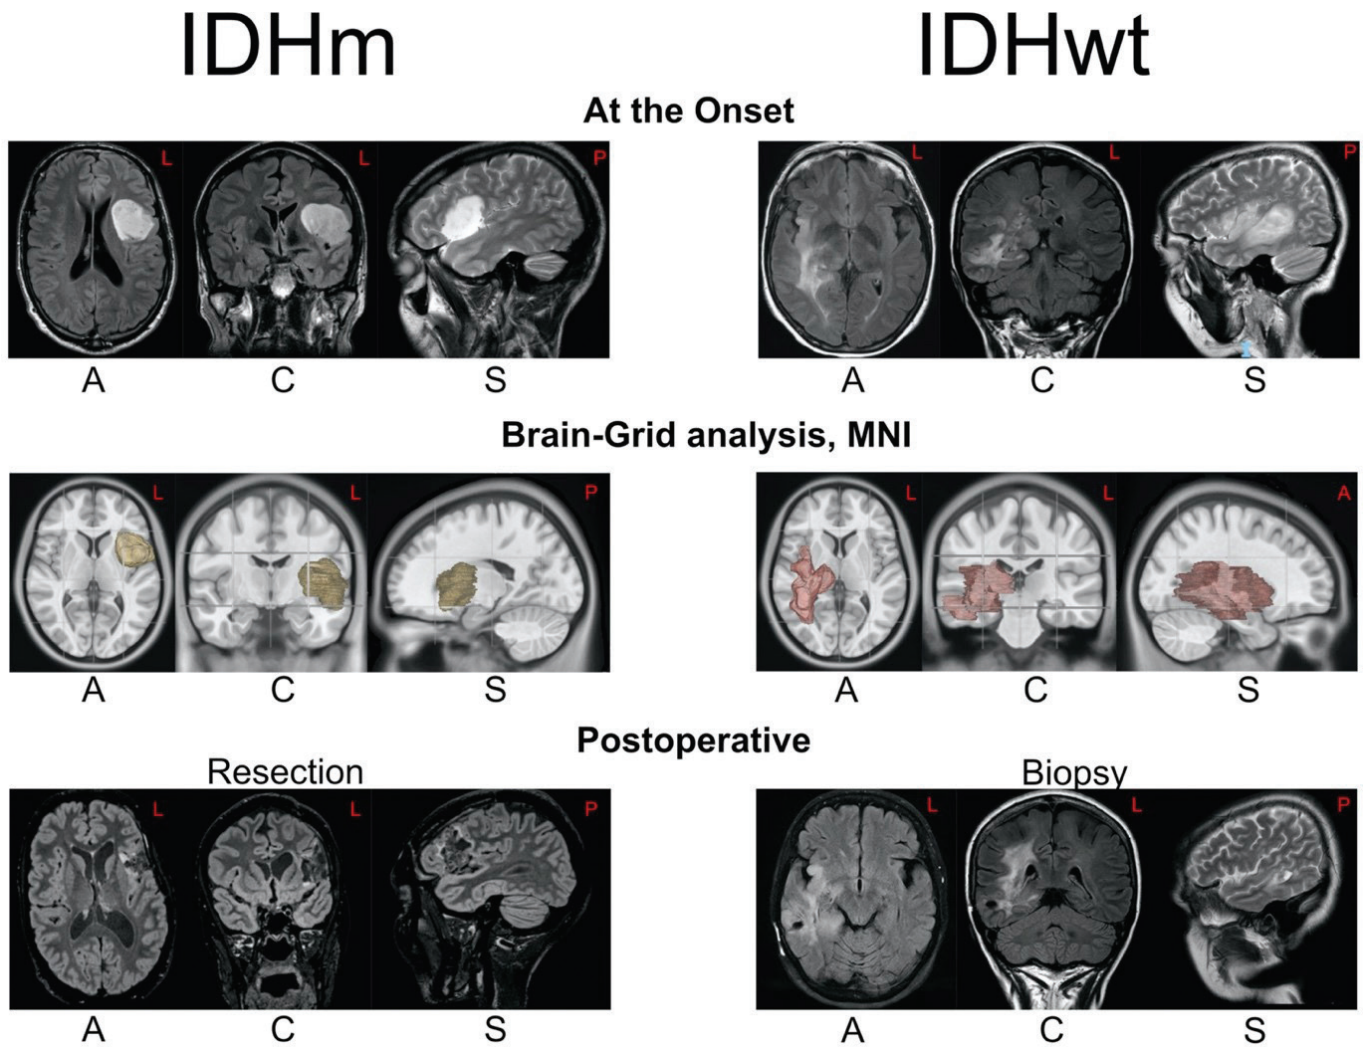 IDHm IDHwt
At the Onset
L L P L L P
A C S A C S
Brain-Grid analysis, MNI
L L P L L A
A C S A C S
Postoperative
Resection Biopsy
L L P L L P
A C S A C S